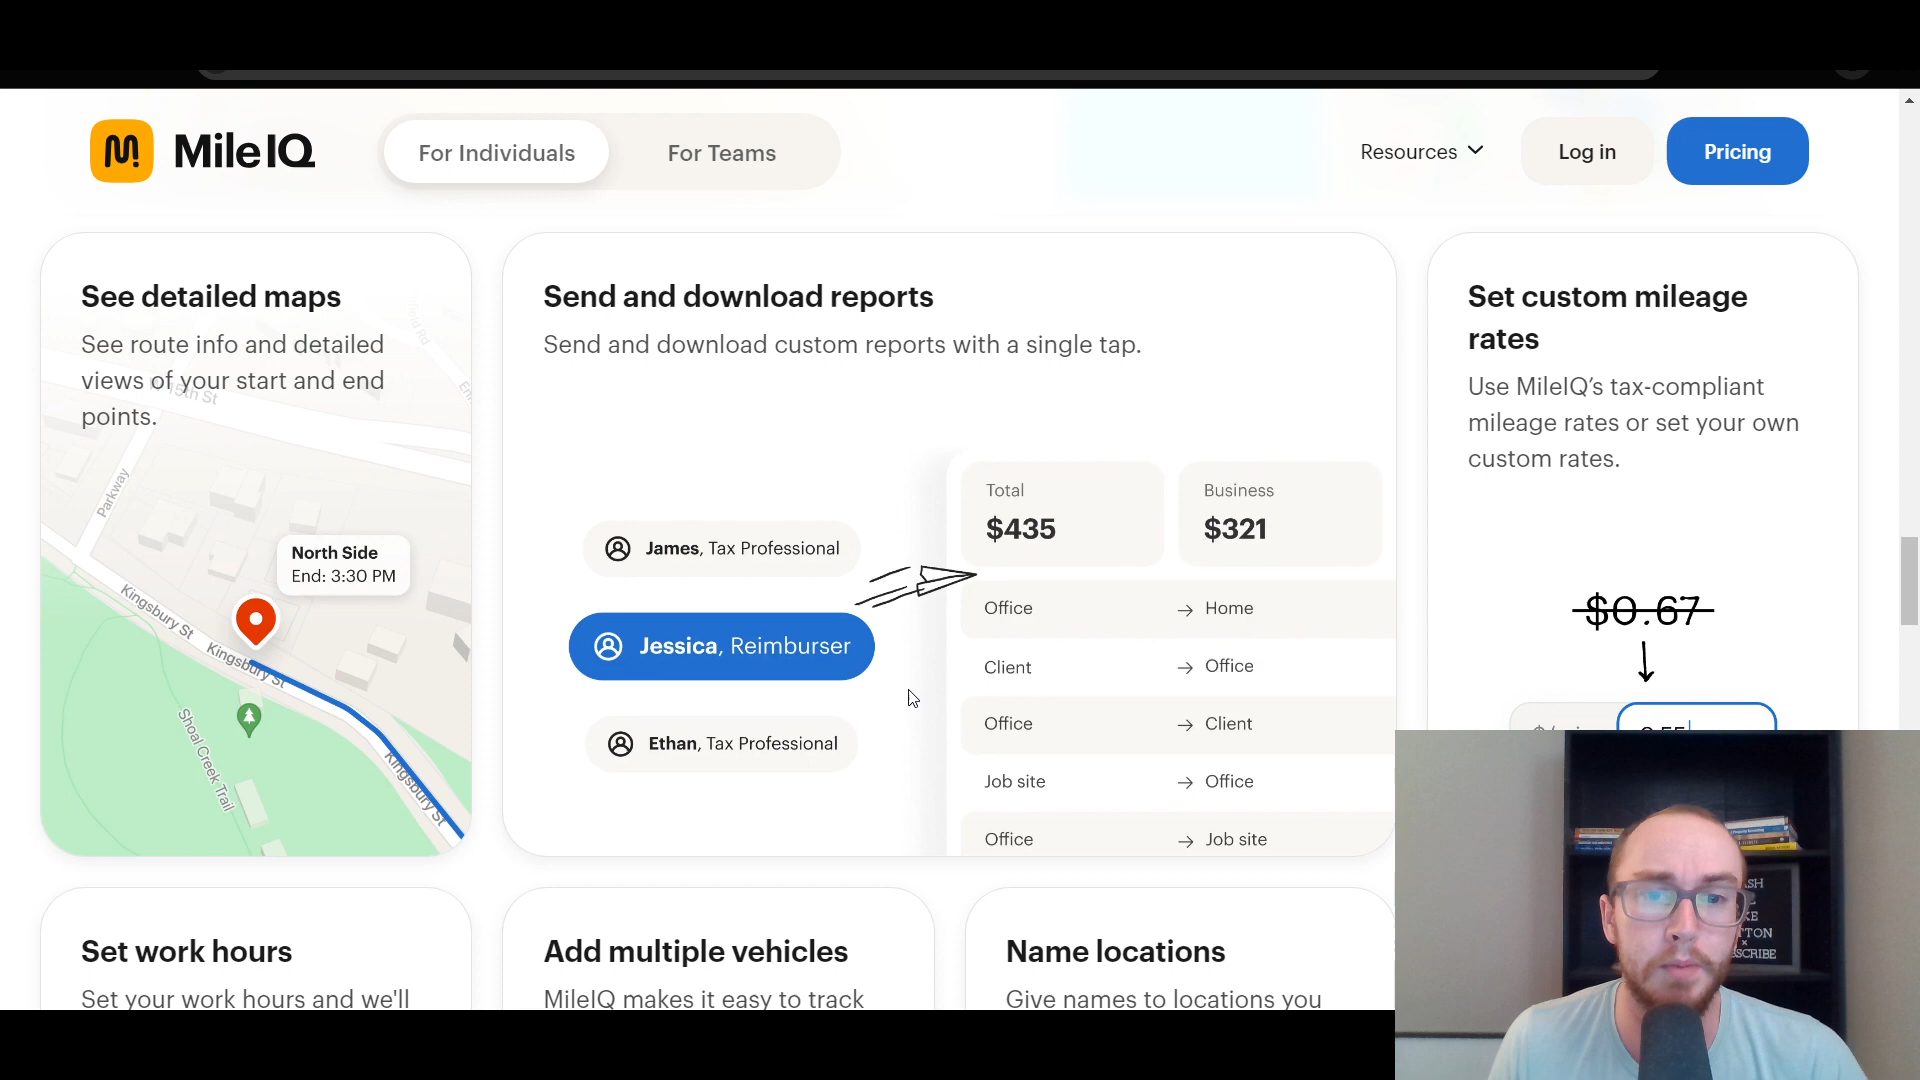 MileIQ
For Individuals
For Teams
Resources
Log in
Pricing
See detailed maps
See route info and detailed
views of your start and end
points.
15th St
Parkway
North Side
End: 3:30 PM
Kingsbury St
Kingsbury St
Kingsbury St
Shoal Creek Trail
Send and download reports
Send and download custom reports with a single tap.
James, Tax Professional
Jessica, Reimburser
Ethan, Tax Professional
Total
$435
Business
$321
Office → Home
Client → Office
Office → Client
Job site → Office
Office → Job site
Set custom mileage
rates
Use MileIQ’s tax-compliant
mileage rates or set your own
custom rates.
$0.67
Set work hours
Set your work hours and we'll
Add multiple vehicles
MileIQ makes it easy to track
Name locations
Give names to locations you